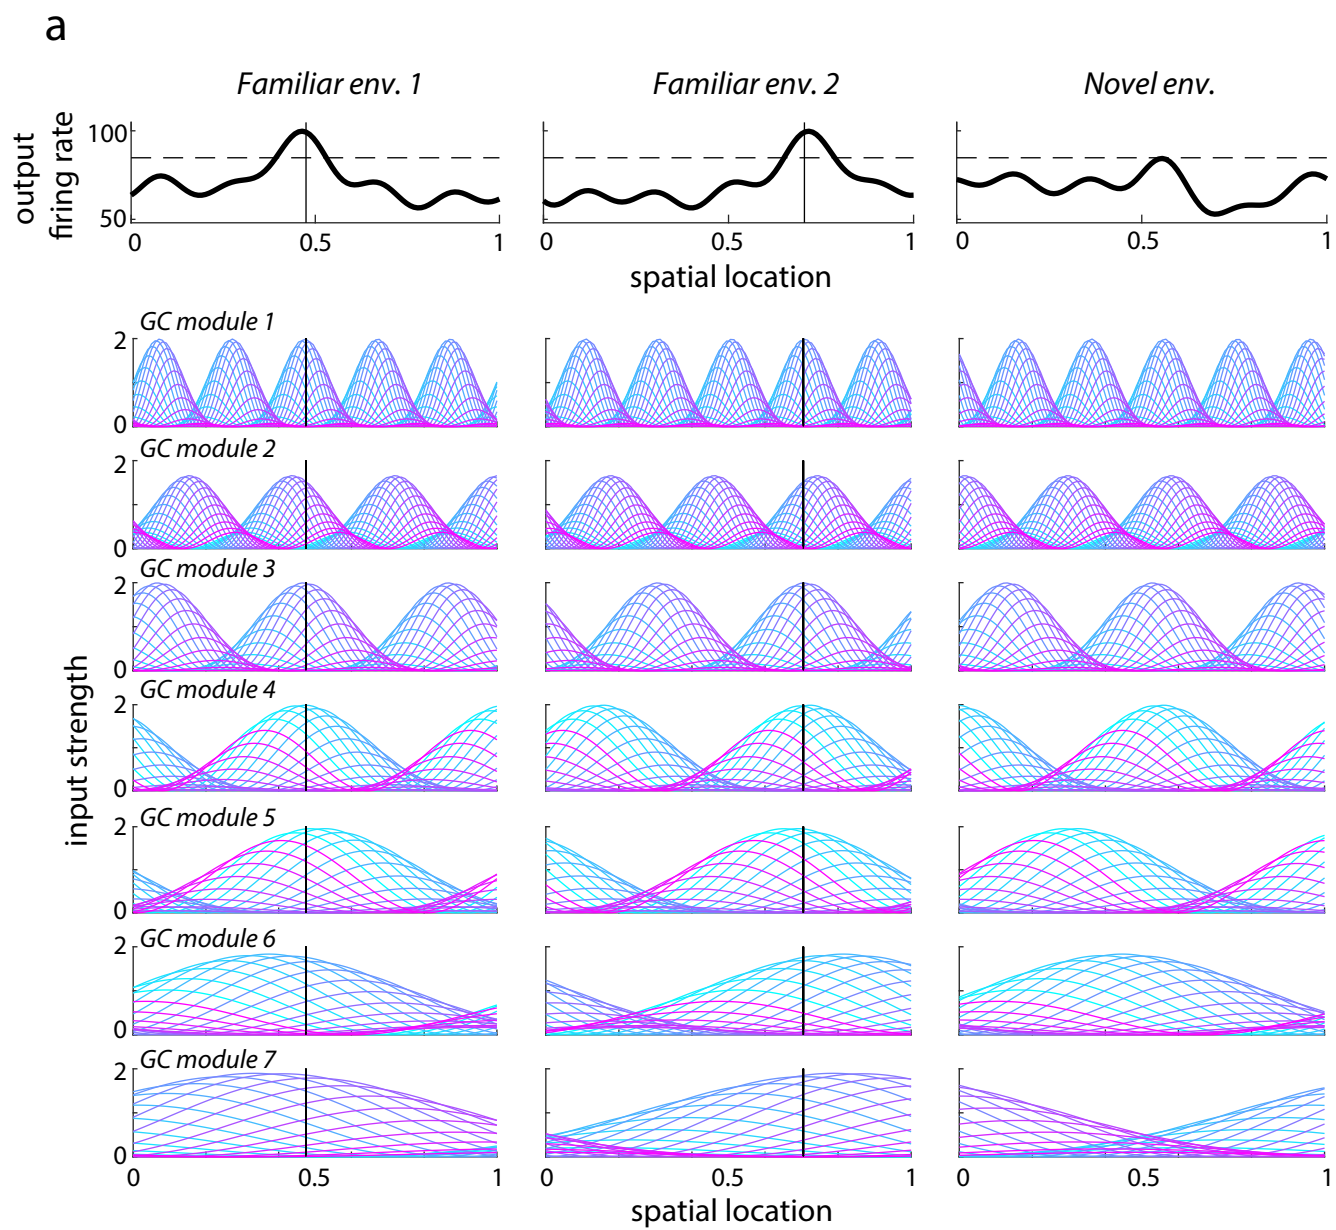 a
Familiar env. 1 Familiar env. 2 Novel env.
output
firing rate
100
50
0 0.5 1 0 0.5 1 0 0.5 1
spatial location
GC module 1
2
0
GC module 2
2
0
GC module 3
2
0
GC module 4
2
0
GC module 5
2
0
GC module 6
2
0
GC module 7
2
0
input strength
0 0.5 1 0 0.5 1 0 0.5 1
spatial location